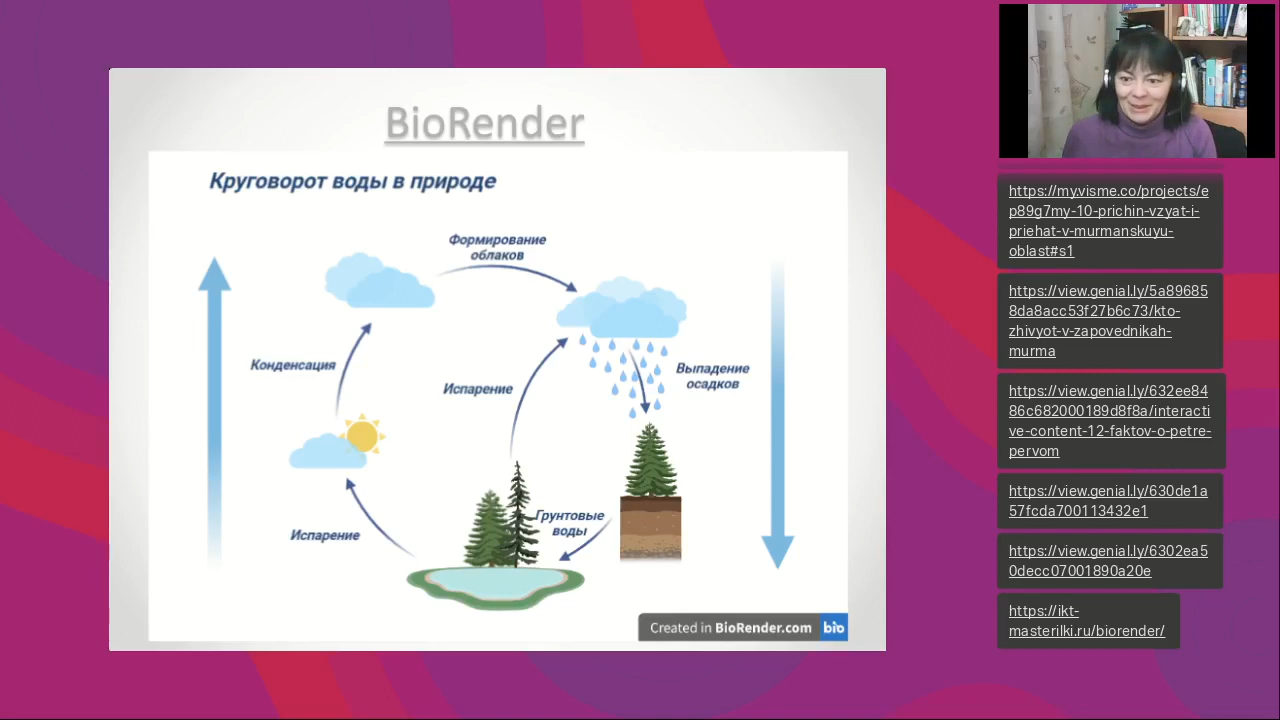 BioRender
Круговорот воды в природе
Формирование
облаков
Конденсация
Испарение
Выпадение
осадков
Грунтовые
воды
Испарение
Created in BioRender.com bio
https://my.visme.co/projects/e
p89g7my-10-prichin-vzyat-i-
priehat-v-murmanskuyu-
oblast#s1
https://view.genial.ly/5a89685
8da8acc53f27b6c73/kto-
zhivyot-v-zapovednikah-
murma
https://view.genial.ly/632ee84
86c682000189d8f8a/interacti
ve-content-12-faktov-o-petre-
pervom
https://view.genial.ly/630de1a
57fcda700113432e1
https://view.genial.ly/6302ea5
0decc07001890a20e
https://ikt-
masterilki.ru/biorender/